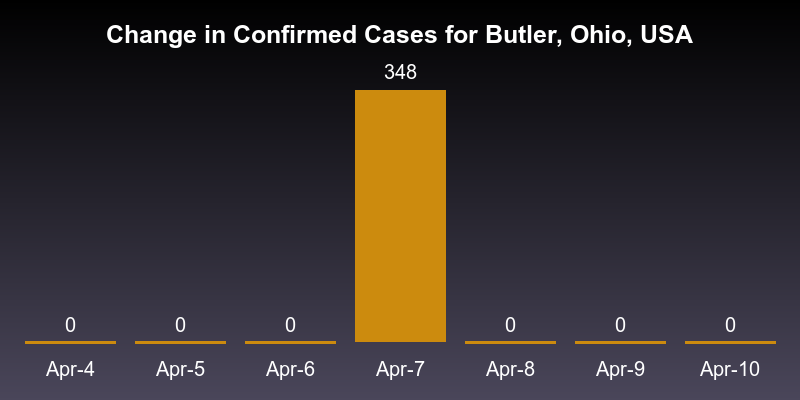 Change in Confirmed Cases for Butler, Ohio, USA
348
0 0 0 0 0 0
Apr-4 Apr-5 Apr-6 Apr-7 Apr-8 Apr-9 Apr-10